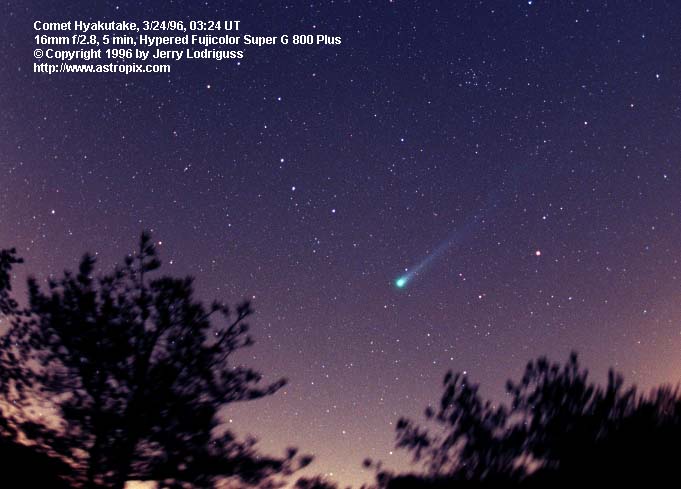 Comet Hyakutake, 3/24/96, 03:24 UT
16mm f/2.8, 5 min, Hypered Fujicolor Super G 800 Plus
© Copyright 1996 by Jerry Lodriguss
http://www.astropix.com